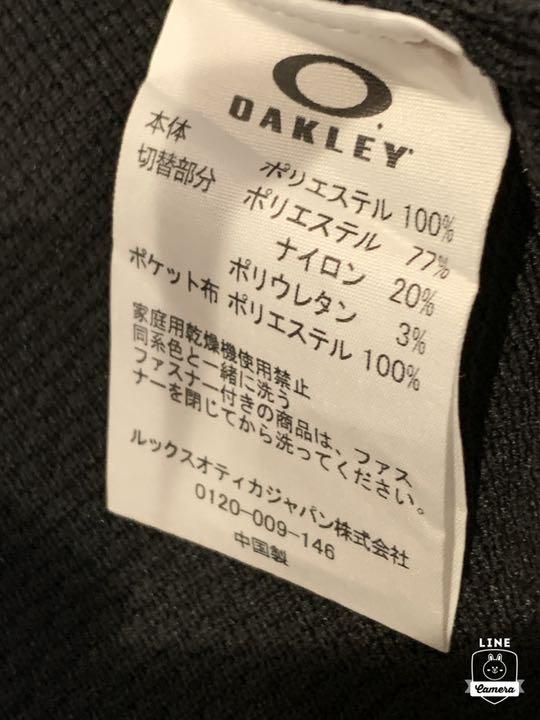 OAKLEY
本体 ポリエステル 100%
切替部分 ポリエステル 77%
ナイロン 20%
ポリウレタン 3%
ポケット布 ポリエステル 100%
家庭用乾燥機使用禁止
同系色と一緒に洗う
ファスナー付きの商品は、ファス
ナーを閉じてから洗ってください。
ルックスオティカジャパン株式会社
0120-009-146
中国製
LINE
Camera